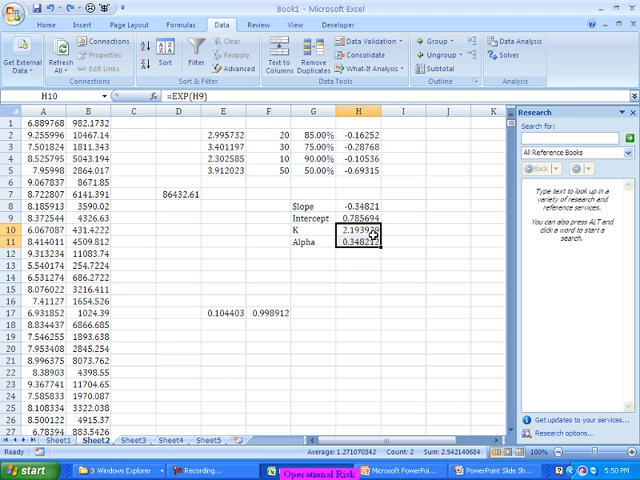 Book1 - Microsoft Excel
Home Insert Page Layout Formulas Data Review View Developer
Get External Data Refresh All Connections Properties Edit Links Sort Filter Clear Reapply Advanced Text to Columns Remove Duplicates Data Validation Consolidate What-If Analysis Group Ungroup Subtotal Data Analysis Solver
Connections Sort & Filter Data Tools Outline Analysis
H10 fx =EXP(H9)
A B C D E F G H I J K
1 6.889768 982.1732
2 9.255996 10467.14 2.995732 20 85.00% -0.16252
3 7.501824 1811.343 3.401197 30 75.00% -0.28768
4 8.525795 5043.194 2.302585 10 90.00% -0.10536
5 7.95998 2864.017 3.912023 50 50.00% -0.69315
6 9.067837 8671.85
7 8.722807 6141.391 86432.61
8 8.185913 3590.02 Slope -0.34821
9 8.372544 4326.63 Intercept 0.785694
10 6.067087 431.4222 K
11 8.414011 4509.812 Alpha 0.348212
12 9.313234 11083.74
13 5.540174 254.7224
14 6.531274 686.2722
15 8.076022 3216.411
16 7.41127 1654.526
17 6.931852 1024.39 0.104403 0.998912
18 8.834437 6866.685
19 7.546255 1893.638
20 7.953408 2845.254
21 8.996375 8073.762
22 8.38903 4398.55
23 9.367741 11704.65
24 7.585833 1970.087
25 8.108334 3322.038
26 8.500122 4915.37
27 6.78394 883.5426
Research
Search for:
All Reference Books
Back
Type text to look up in a variety of research and reference services.
You can also press ALT and click a word to start a search.
Get updates to your services...
Research options...
Sheet1 Sheet2 Sheet3 Sheet4 Sheet5
Ready Average: 1.271070342 Count: 2 Sum: 2.542140684 100%
start 3 Windows Explorer Recording... Operational Risk Microsoft PowerPoi... PowerPoint Slide Sh... 5:50 PM